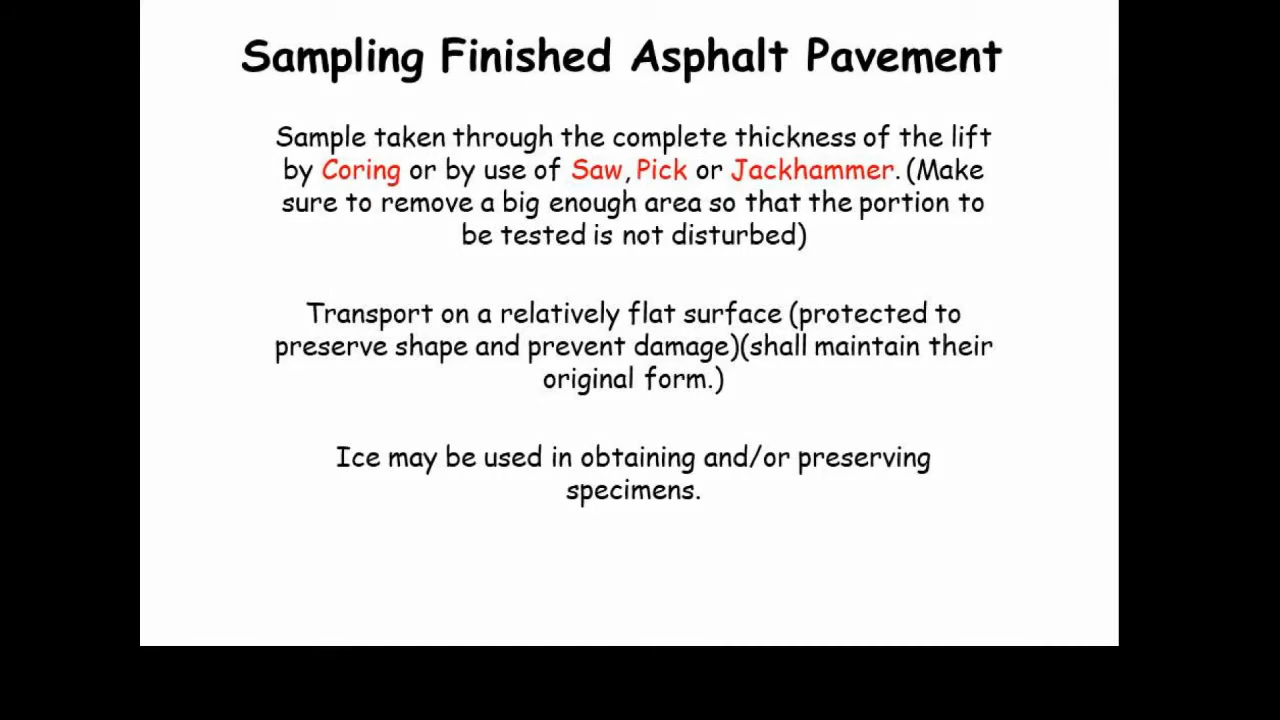 Sampling Finished Asphalt Pavement
Sample taken through the complete thickness of the lift
by Coring or by use of Saw, Pick or Jackhammer. (Make
sure to remove a big enough area so that the portion to
be tested is not disturbed)
Transport on a relatively flat surface (protected to
preserve shape and prevent damage)(shall maintain their
original form.)
Ice may be used in obtaining and/or preserving
specimens.